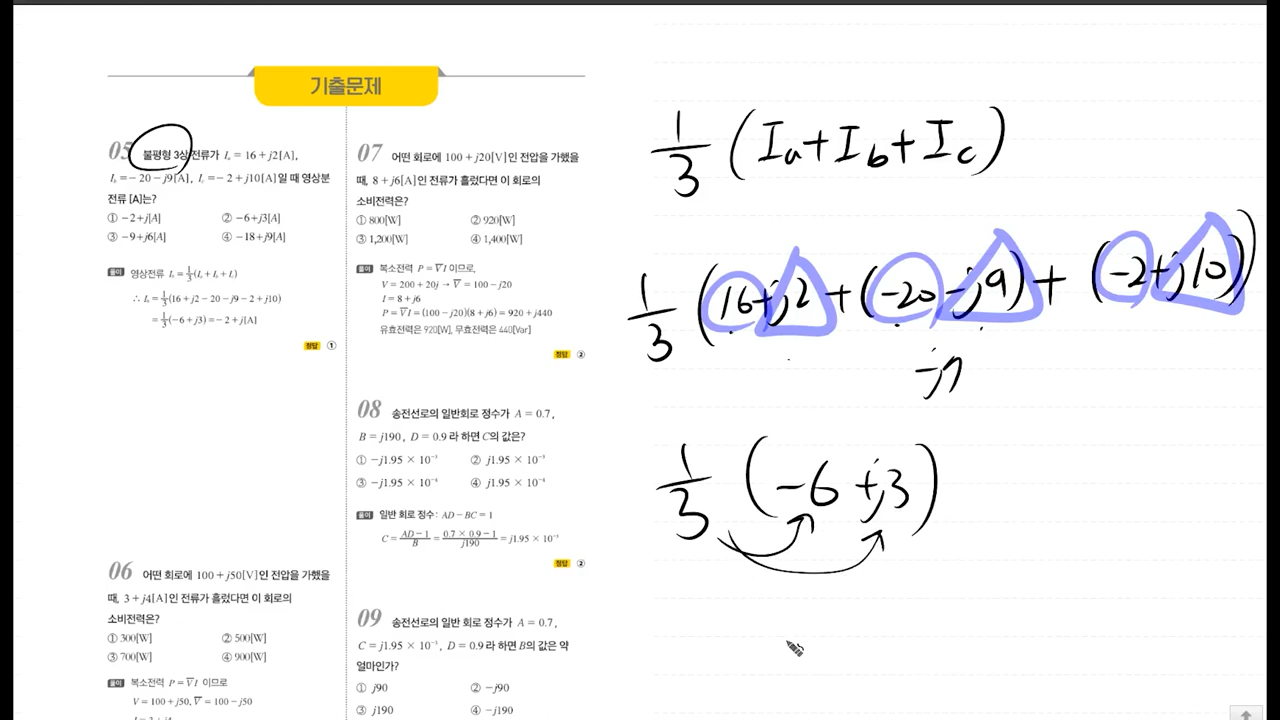 기출문제
05 불평형 3상 전류가 Iₐ = 16 + j2[A],
I_b = -20 - j9[A], I_c = -2 + j10[A]일 때 영상분
전류 [A]는?
① -2+j[A] ② -6+j3[A]
③ -9+j6[A] ④ -18+j9[A]
풀이 영상전류
∴ I₀ = 1/3(16 + j2 - 20 - j9 - 2 + j10)
= 1/3(-6 + j3) = -2 + j[A]
정답 ①
06 어떤 회로에 100 + j50[V]인 전압을 가했을
때, 3 + j4[A]인 전류가 흘렀다면 이 회로의
소비전력은?
① 300[W] ② 500[W]
③ 700[W] ④ 900[W]
풀이 복소전력 P = V̅I 이므로
V = 100 + j50, V̅ = 100 - j50
07 어떤 회로에 100 + j20[V]인 전압을 가했을
때, 8 + j6[A]인 전류가 흘렀다면 이 회로의
소비전력은?
① 800[W] ② 920[W]
③ 1,200[W] ④ 1,400[W]
풀이 복소전력 P = V̅I 이므로,
V = 200 + 20j → V̅ = 100 - j20
I = 8 + j6
P = V̅I = (100 - j20)(8 + j6) = 920 + j440
유효전력은 920[W], 무효전력은 440[Var]
정답 ②
08 송전선로의 일반회로 정수가 A = 0.7,
B = j190, D = 0.9 라 하면 C의 값은?
① -j1.95 × 10⁻³ ② j1.95 × 10⁻³
③ -j1.95 × 10⁻⁴ ④ j1.95 × 10⁻⁴
풀이 일반 회로 정수: AD - BC = 1
C = (AD - 1)/B = (0.7 × 0.9 - 1)/j190 = j1.95 × 10⁻³
정답 ②
09 송전선로의 일반 회로 정수가 A = 0.7,
C = j1.95 × 10⁻³, D = 0.9 라 하면 B의 값은 약
얼마인가?
① j90 ② -j90
③ j190 ④ -j190
1/3 (Ia + Ib + Ic)
1/3 (16+j2 + (-20-j9) + (-2+j10))
-j7
1/3 (-6 + j3)